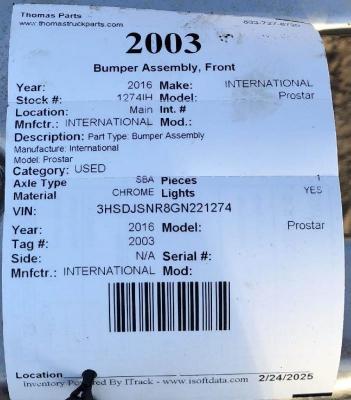 Thomas Parts
www.thomastruckparts.com
2003
Bumper Assembly, Front
Year: 2016 Make: INTERNATIONAL
Stock #: 1274IH Model: Prostar
Location: Main Int. #
Mnfctr.: INTERNATIONAL Mod.:
Description: Part Type: Bumper Assembly
Manufacture: International
Model: Prostar
Category: USED
Axle Type SBA Pieces 1
Material CHROME Lights YES
VIN: 3HSDJSNR8GN221274
Year: 2016 Model: Prostar
Tag #: 2003
Side: N/A Serial #:
Mnfctr.: INTERNATIONAL Mod:
Location
inventory Powered By ITrack - www.isoftdata.com 2/24/2025